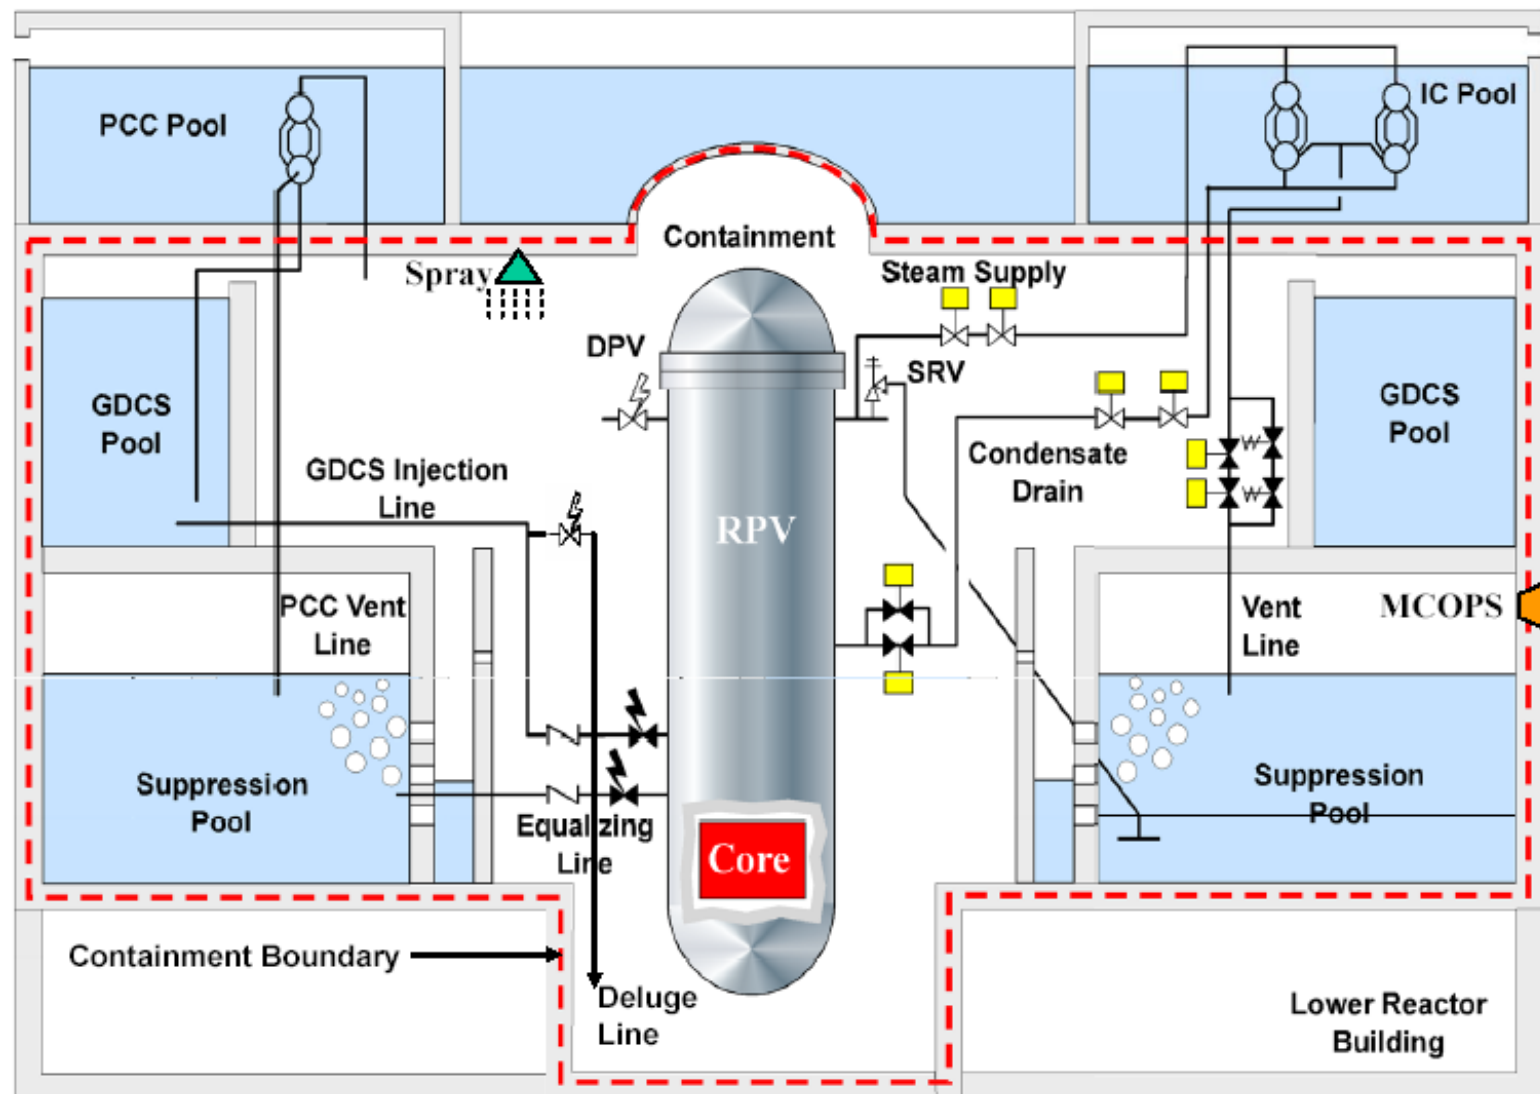 PCC Pool
IC Pool
Containment
Spray
Steam Supply
DPV
SRV
GDCS
Pool
GDCS
Pool
GDCS Injection
Line
Condensate
Drain
RPV
PCC Vent
Line
Vent
Line
MCOPS
Suppression
Pool
Suppression
Pool
Equalizing
Line
Core
Containment Boundary
Deluge
Line
Lower Reactor
Building